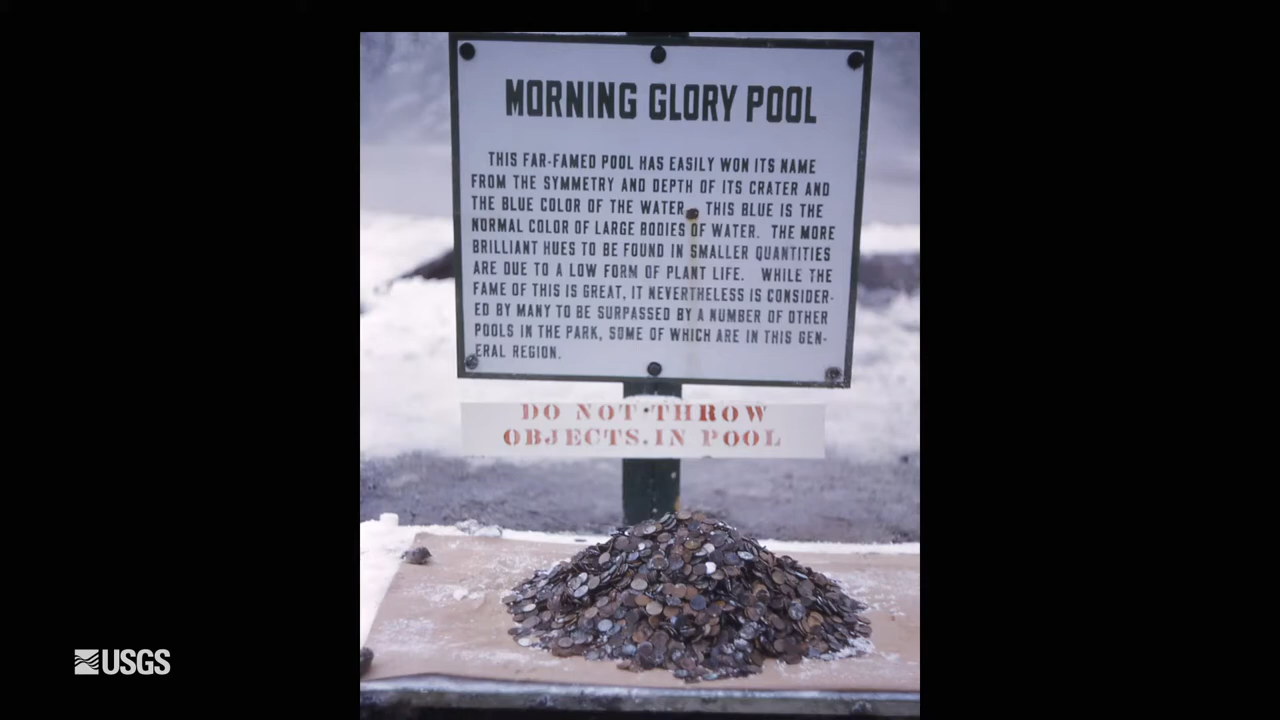 MORNING GLORY POOL
THIS FAR-FAMED POOL HAS EASILY WON ITS NAME
FROM THE SYMMETRY AND DEPTH OF ITS CRATER AND
THE BLUE COLOR OF THE WATER. THIS BLUE IS THE
NORMAL COLOR OF LARGE BODIES OF WATER. THE MORE
BRILLIANT HUES TO BE FOUND IN SMALLER QUANTITIES
ARE DUE TO A LOW FORM OF PLANT LIFE. WHILE THE
FAME OF THIS IS GREAT, IT NEVERTHELESS IS CONSIDER-
ED BY MANY TO BE SURPASSED BY A NUMBER OF OTHER
POOLS IN THE PARK, SOME OF WHICH ARE IN THIS GEN-
ERAL REGION.
DO NOT THROW
OBJECTS IN POOL
USGS